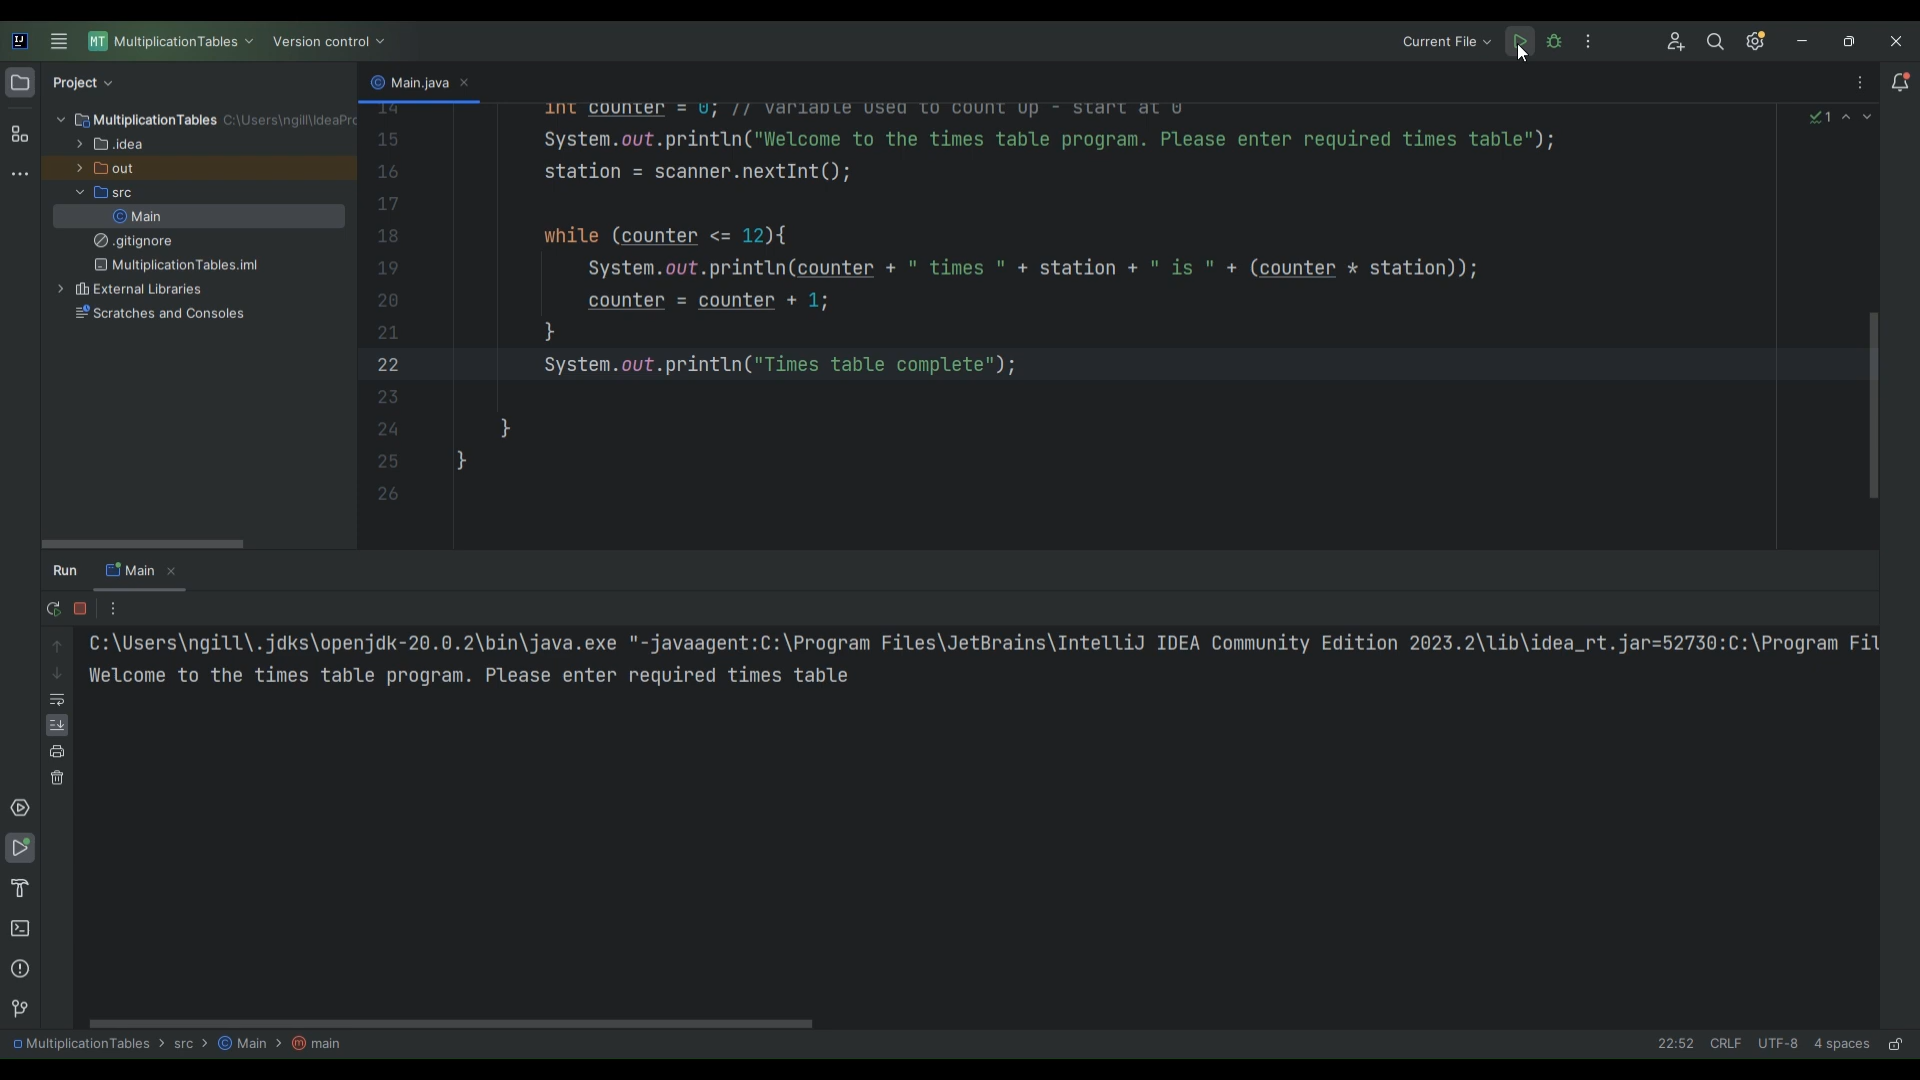 MT MultiplicationTables Version control Current File
Project
Main.java
MultiplicationTables C:\Users\ngill\IdeaPro
.idea
out
src
Main
.gitignore
MultiplicationTables.iml
External Libraries
Scratches and Consoles
14 int counter = 0; // variable used to count up - start at 0
15 System.out.println("Welcome to the times table program. Please enter required times table");
16 station = scanner.nextInt();
17
18 while (counter <= 12){
19 System.out.println(counter + " times " + station + " is " + (counter * station));
20 counter = counter + 1;
21 }
22 System.out.println("Times table complete");
23
24 }
25 }
26
1
Run Main
C:\Users\ngill\.jdks\openjdk-20.0.2\bin\java.exe "-javaagent:C:\Program Files\JetBrains\IntelliJ IDEA Community Edition 2023.2\lib\idea_rt.jar=52730:C:\Program Fil
Welcome to the times table program. Please enter required times table
MultiplicationTables > src > Main > main 22:52 CRLF UTF-8 4 spaces